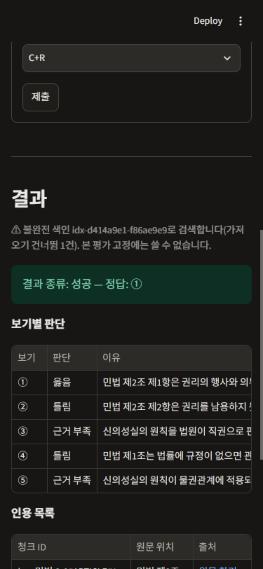 Deploy
C+R
제출
결과
⚠ 불완전 색인 idx-d414a9e1-f86ae9e9로 검색합니다(가져
오기 건너뜀 1건). 본 평가 고정에는 쓸 수 없습니다.
결과 종류: 성공 — 정답: ①
보기별 판단
보기 판단 이유
① 옳음 민법 제2조 제1항은 권리의 행사와 의
② 틀림 민법 제2조 제2항은 권리를 남용하지
③ 근거 부족 신의성실의 원칙을 법원이 직권으로
④ 틀림 민법 제1조는 법률에 규정이 없으면 관
⑤ 근거 부족 신의성실의 원칙이 물권관계에 적용되
인용 목록
청크 ID 원문 위치 출처